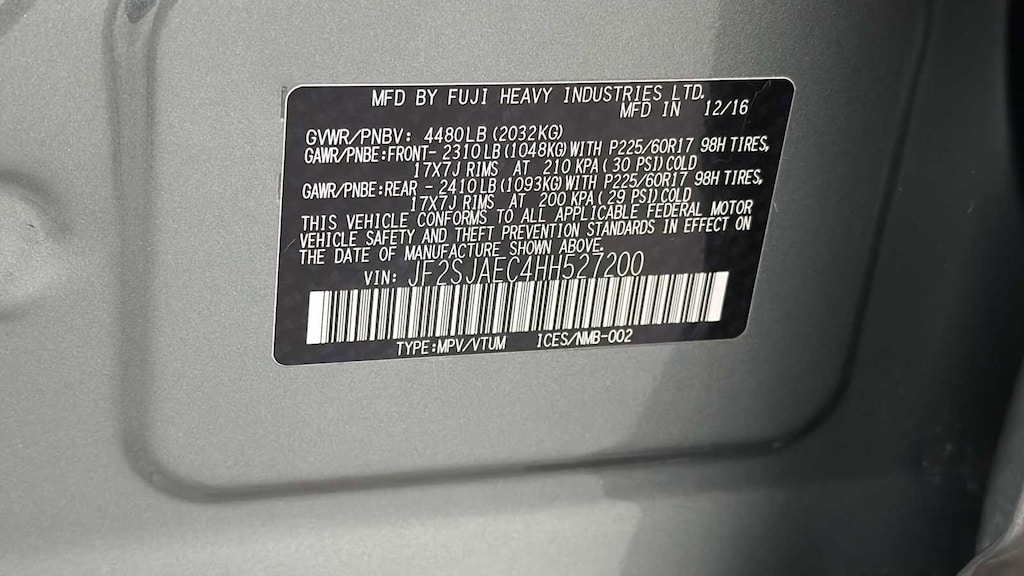 MFD BY FUJI HEAVY INDUSTRIES LTD.
MFD IN 12/16
GVWR/PNBV: 4480LB(2032KG)
GAWR/PNBE:FRONT- 2310LB(1048KG)WITH P225/60R17 98H TIRES,
17X7J RIMS AT 210 KPA(30 PSI)COLD
GAWR/PNBE:REAR - 2410LB(1093KG)WITH P225/60R17 98H TIRES,
17X7J RIMS AT 200 KPA(29 PSI)COLD
THIS VEHICLE CONFORMS TO ALL APPLICABLE FEDERAL MOTOR
VEHICLE SAFETY AND THEFT PREVENTION STANDARDS IN EFFECT ON
THE DATE OF MANUFACTURE SHOWN ABOVE.
VIN: JF2SJAEC4HH527200
TYPE:MPV/VTUM ICES/NMB-002